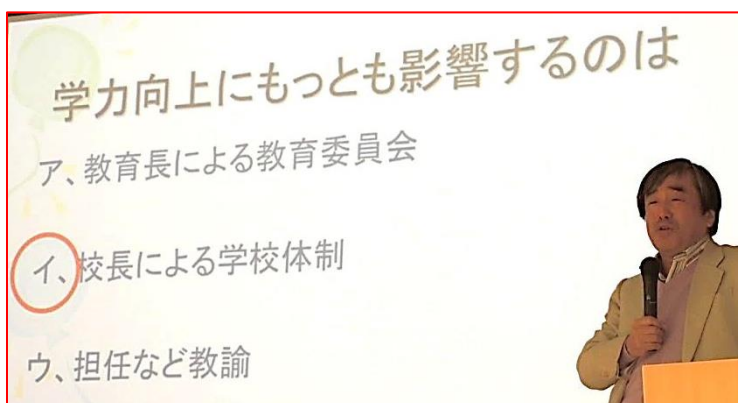 学力向上にもっとも影響するのは
ア、教育長による教育委員会
イ、校長による学校体制
ウ、担任など教諭